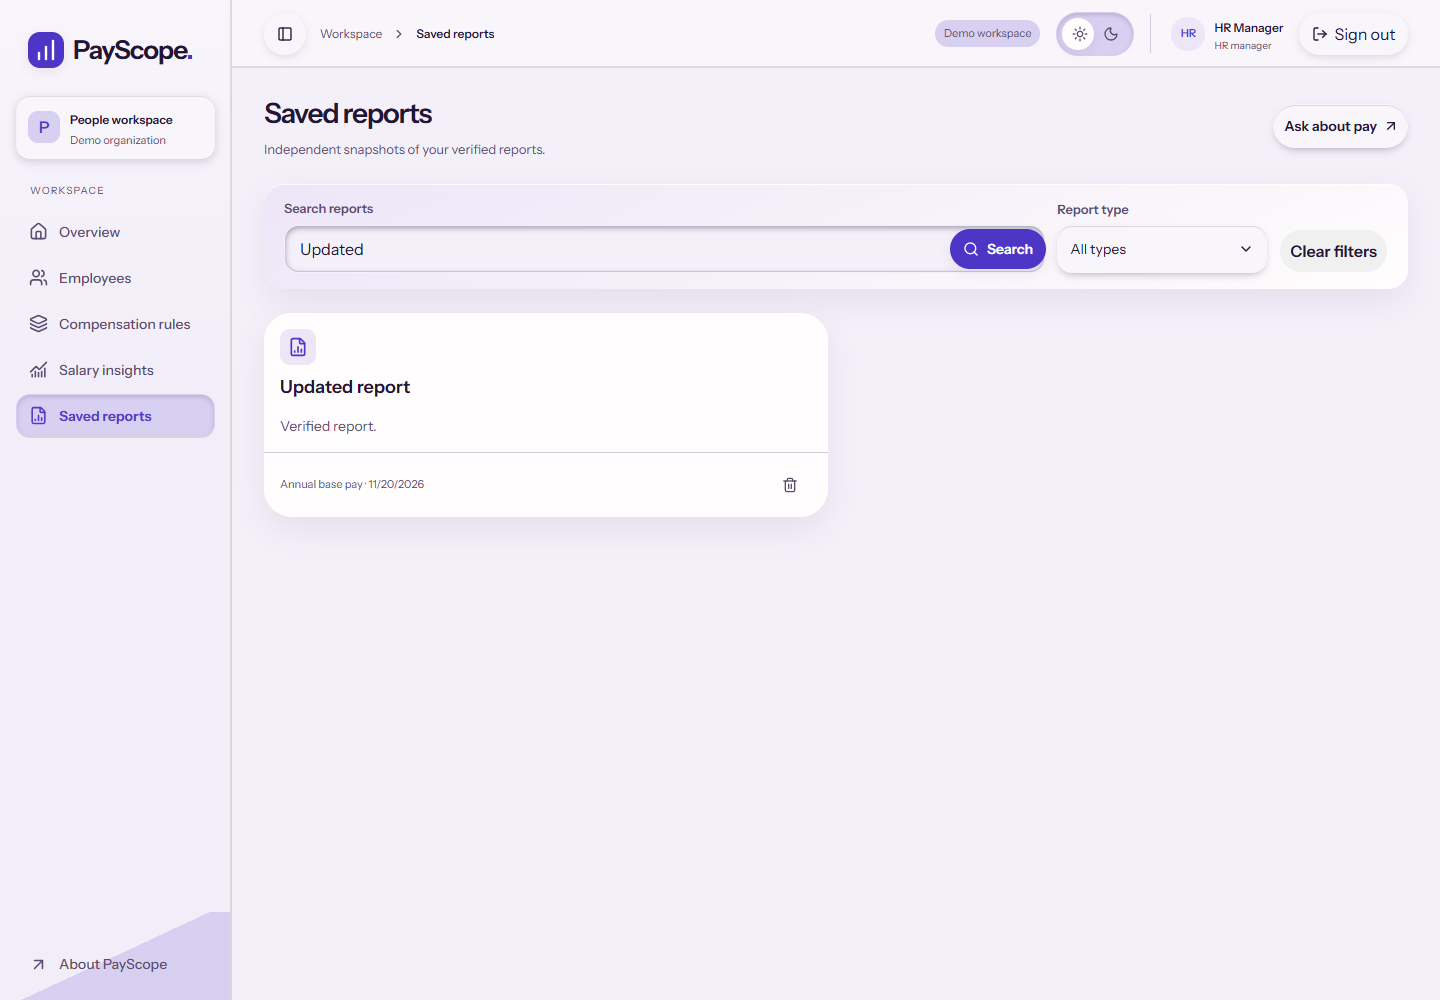 PayScope.
P
People workspace
Demo organization
WORKSPACE
Overview
Employees
Compensation rules
Salary insights
Saved reports
About PayScope
Workspace > Saved reports
Demo workspace
HR
HR Manager
HR manager
Sign out
Saved reports
Independent snapshots of your verified reports.
Ask about pay
Search reports
Updated
Search
Report type
All types
Clear filters
Updated report
Verified report.
Annual base pay · 11/20/2026